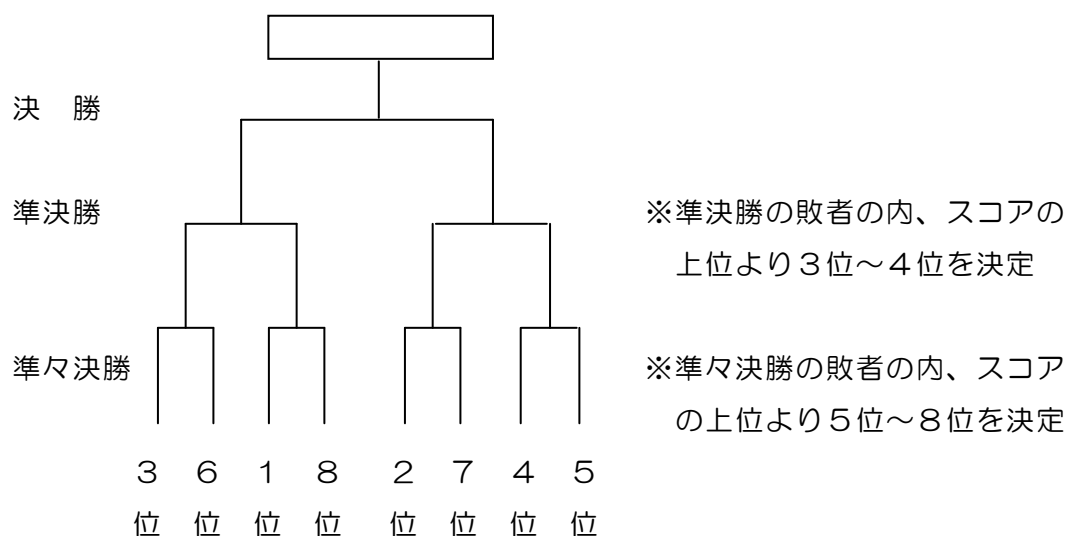 決　勝
準決勝
※準決勝の敗者の内、スコアの
上位より３位～４位を決定
準々決勝
※準々決勝の敗者の内、スコア
の上位より５位～８位を決定
３ ６ １ ８ ２ ７ ４ ５
位 位 位 位 位 位 位 位